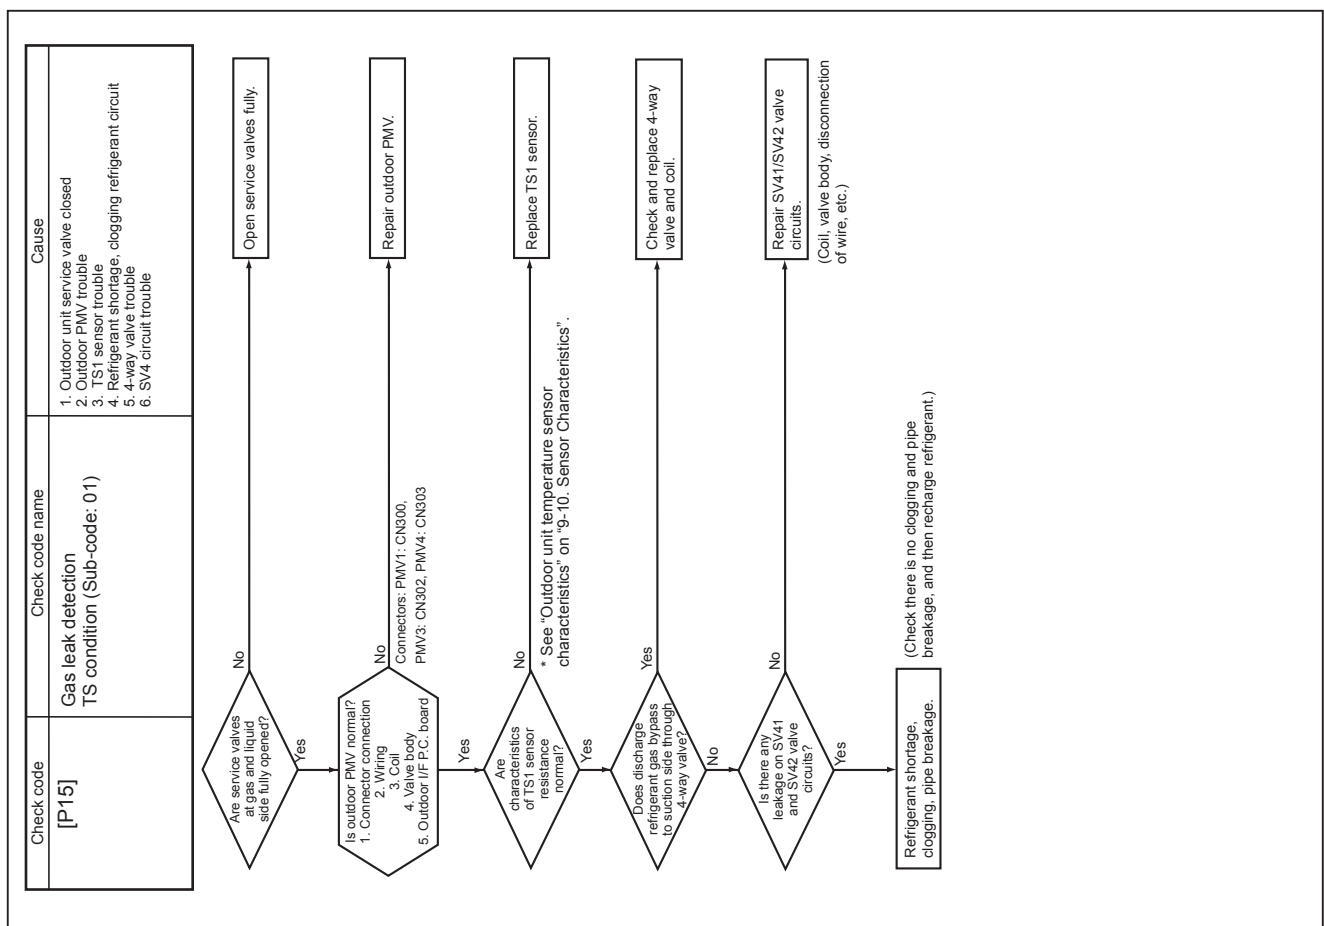 Check code
Check code name
Cause
[P15]
Gas leak detection
TS condition (Sub-code: 01)
1. Outdoor unit service valve closed
2. Outdoor PMV trouble
3. TS1 sensor trouble
4. Refrigerant shortage, clogging refrigerant circuit
5. 4-way valve trouble
6. SV4 circuit trouble
Are service valves
at gas and liquid
side fully opened?
No
Open service valves fully.
Yes
Is outdoor PMV normal?
1. Connector connection
2. Wiring
3. Coil
4. Valve body
5. Outdoor I/F P.C. board
No
Connectors: PMV1: CN300,
PMV3: CN302, PMV4: CN303
Repair outdoor PMV.
Yes
Are
characteristics
of TS1 sensor
resistance
normal?
No
Replace TS1 sensor.
* See “Outdoor unit temperature sensor
characteristics” on “9-10. Sensor Characteristics”.
Yes
Does discharge
refrigerant gas bypass
to suction side through
4-way valve?
Yes
Check and replace 4-way
valve and coil.
No
Is there any
leakage on SV41
and SV42 valve
circuits?
No
Repair SV41/SV42 valve
circuits.
(Coil, valve body, disconnection
of wire, etc.)
Yes
Refrigerant shortage,
clogging, pipe breakage.
(Check there is no clogging and pipe
breakage, and then recharge refrigerant.)